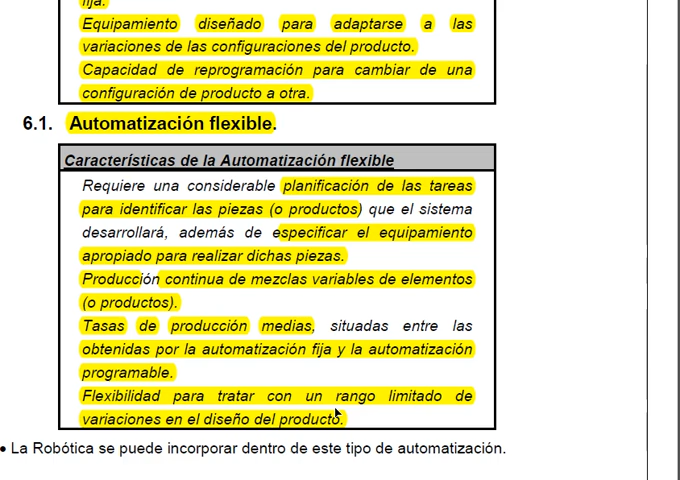 fija.
Equipamiento diseñado para adaptarse a las
variaciones de las configuraciones del producto.
Capacidad de reprogramación para cambiar de una
configuración de producto a otra.
6.1. Automatización flexible.
Características de la Automatización flexible
Requiere una considerable planificación de las tareas
para identificar las piezas (o productos) que el sistema
desarrollará, además de especificar el equipamiento
apropiado para realizar dichas piezas.
Producción continua de mezclas variables de elementos
(o productos).
Tasas de producción medias, situadas entre las
obtenidas por la automatización fija y la automatización
programable.
Flexibilidad para tratar con un rango limitado de
variaciones en el diseño del producto.
• La Robótica se puede incorporar dentro de este tipo de automatización.